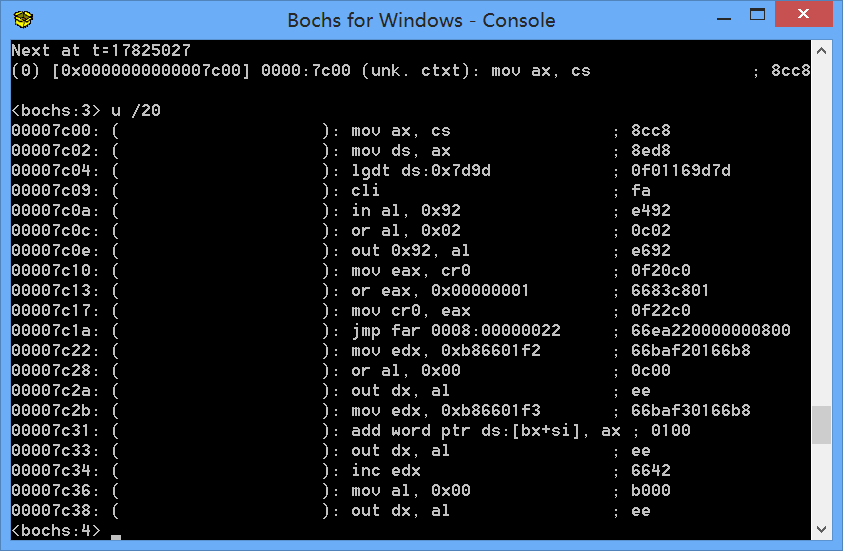 Bochs for Windows - Console
Next at t=17825027
(0) [0x0000000000007c00] 0000:7c00 (unk. ctxt): mov ax, cs                    ; 8cc8
<bochs:3> u /20
00007c00: (                    ): mov ax, cs                ; 8cc8
00007c02: (                    ): mov ds, ax                ; 8ed8
00007c04: (                    ): lgdt ds:0x7d9d            ; 0f01169d7d
00007c09: (                    ): cli                       ; fa
00007c0a: (                    ): in al, 0x92               ; e492
00007c0c: (                    ): or al, 0x02               ; 0c02
00007c0e: (                    ): out 0x92, al              ; e692
00007c10: (                    ): mov eax, cr0              ; 0f20c0
00007c13: (                    ): or eax, 0x00000001        ; 6683c801
00007c17: (                    ): mov cr0, eax              ; 0f22c0
00007c1a: (                    ): jmp far 0008:00000022     ; 66ea220000000800
00007c22: (                    ): mov edx, 0xb86601f2       ; 66baf20166b8
00007c28: (                    ): or al, 0x00               ; 0c00
00007c2a: (                    ): out dx, al                ; ee
00007c2b: (                    ): mov edx, 0xb86601f3       ; 66baf30166b8
00007c31: (                    ): add word ptr ds:[bx+si], ax ; 0100
00007c33: (                    ): out dx, al                ; ee
00007c34: (                    ): inc edx                   ; 6642
00007c36: (                    ): mov al, 0x00              ; b000
00007c38: (                    ): out dx, al                ; ee
<bochs:4>